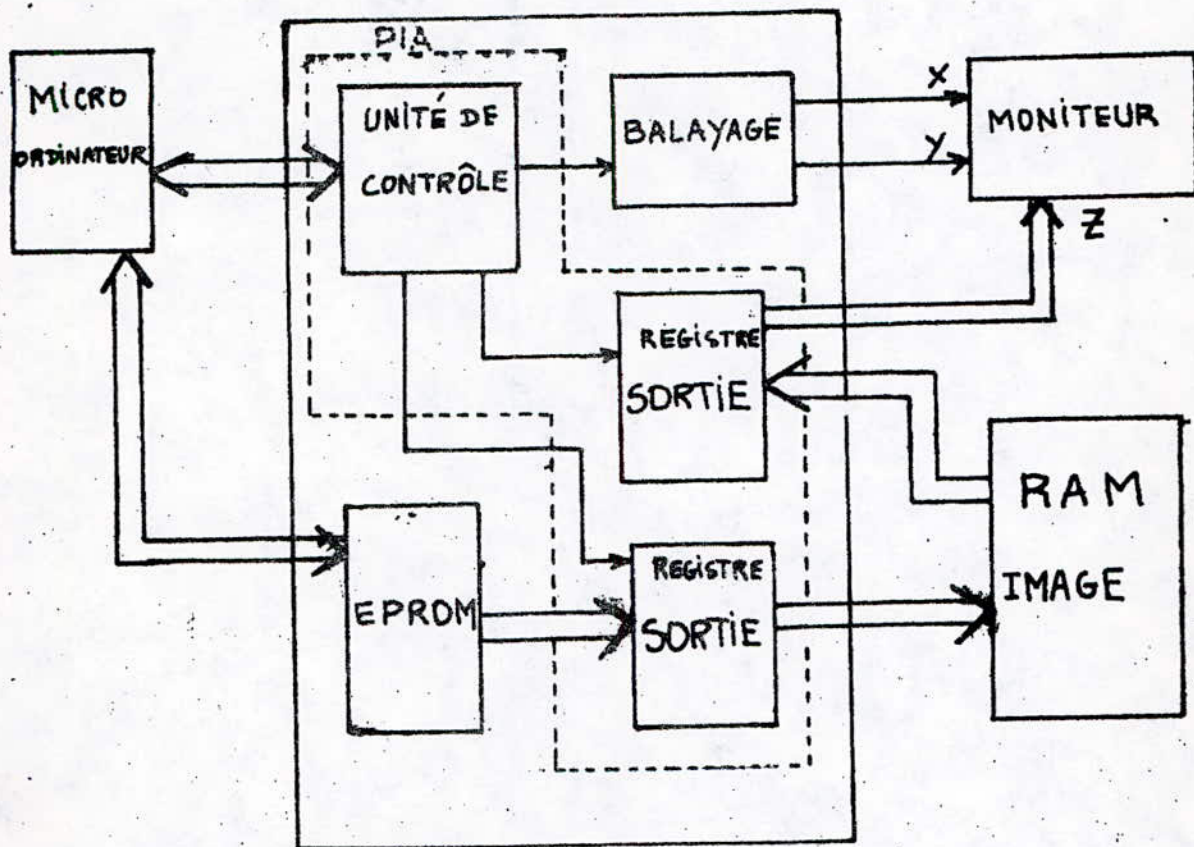 PIA
MICRO
ORDINATEUR
UNITÉ DE
CONTRÔLE
BALAYAGE
X
Y
MONITEUR
Z
REGISTRE
SORTIE
RAM
IMAGE
EPROM
REGISTRE
SORTIE